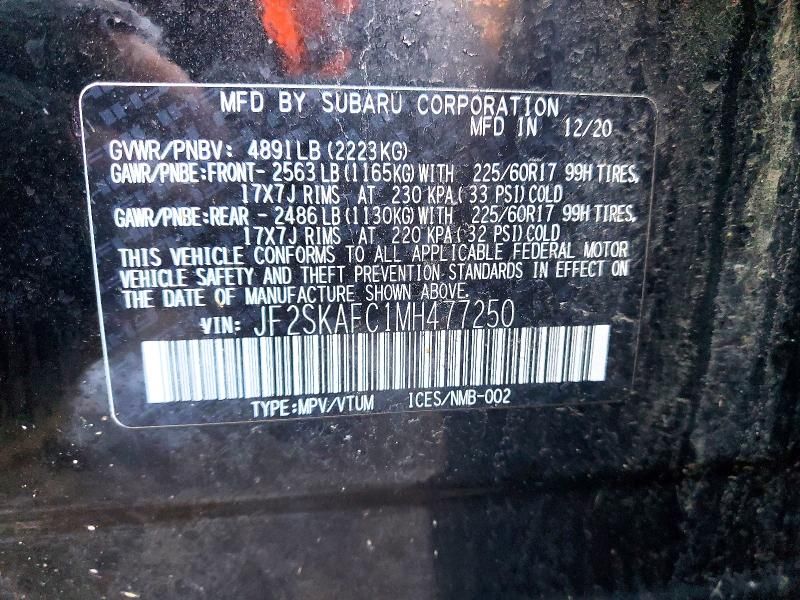 MFD BY SUBARU CORPORATION
MFD IN 12/20
GVWR/PNBV: 4891LB (2223KG)
GAWR/PNBE:FRONT- 2563 LB (1165KG) WITH 225/60R17 99H TIRES,
17X7J RIMS AT 230 KPA( 33 PSI) COLD
GAWR/PNBE:REAR - 2486 LB (1130KG) WITH 225/60R17 99H TIRES,
17X7J RIMS AT 220 KPA( 32 PSI) COLD
THIS VEHICLE CONFORMS TO ALL APPLICABLE FEDERAL MOTOR
VEHICLE SAFETY AND THEFT PREVENTION STANDARDS IN EFFECT ON
THE DATE OF MANUFACTURE SHOWN ABOVE.
VIN: JF2SKAFC1MH477250
TYPE:MPV/VTUM ICES/NMB-002